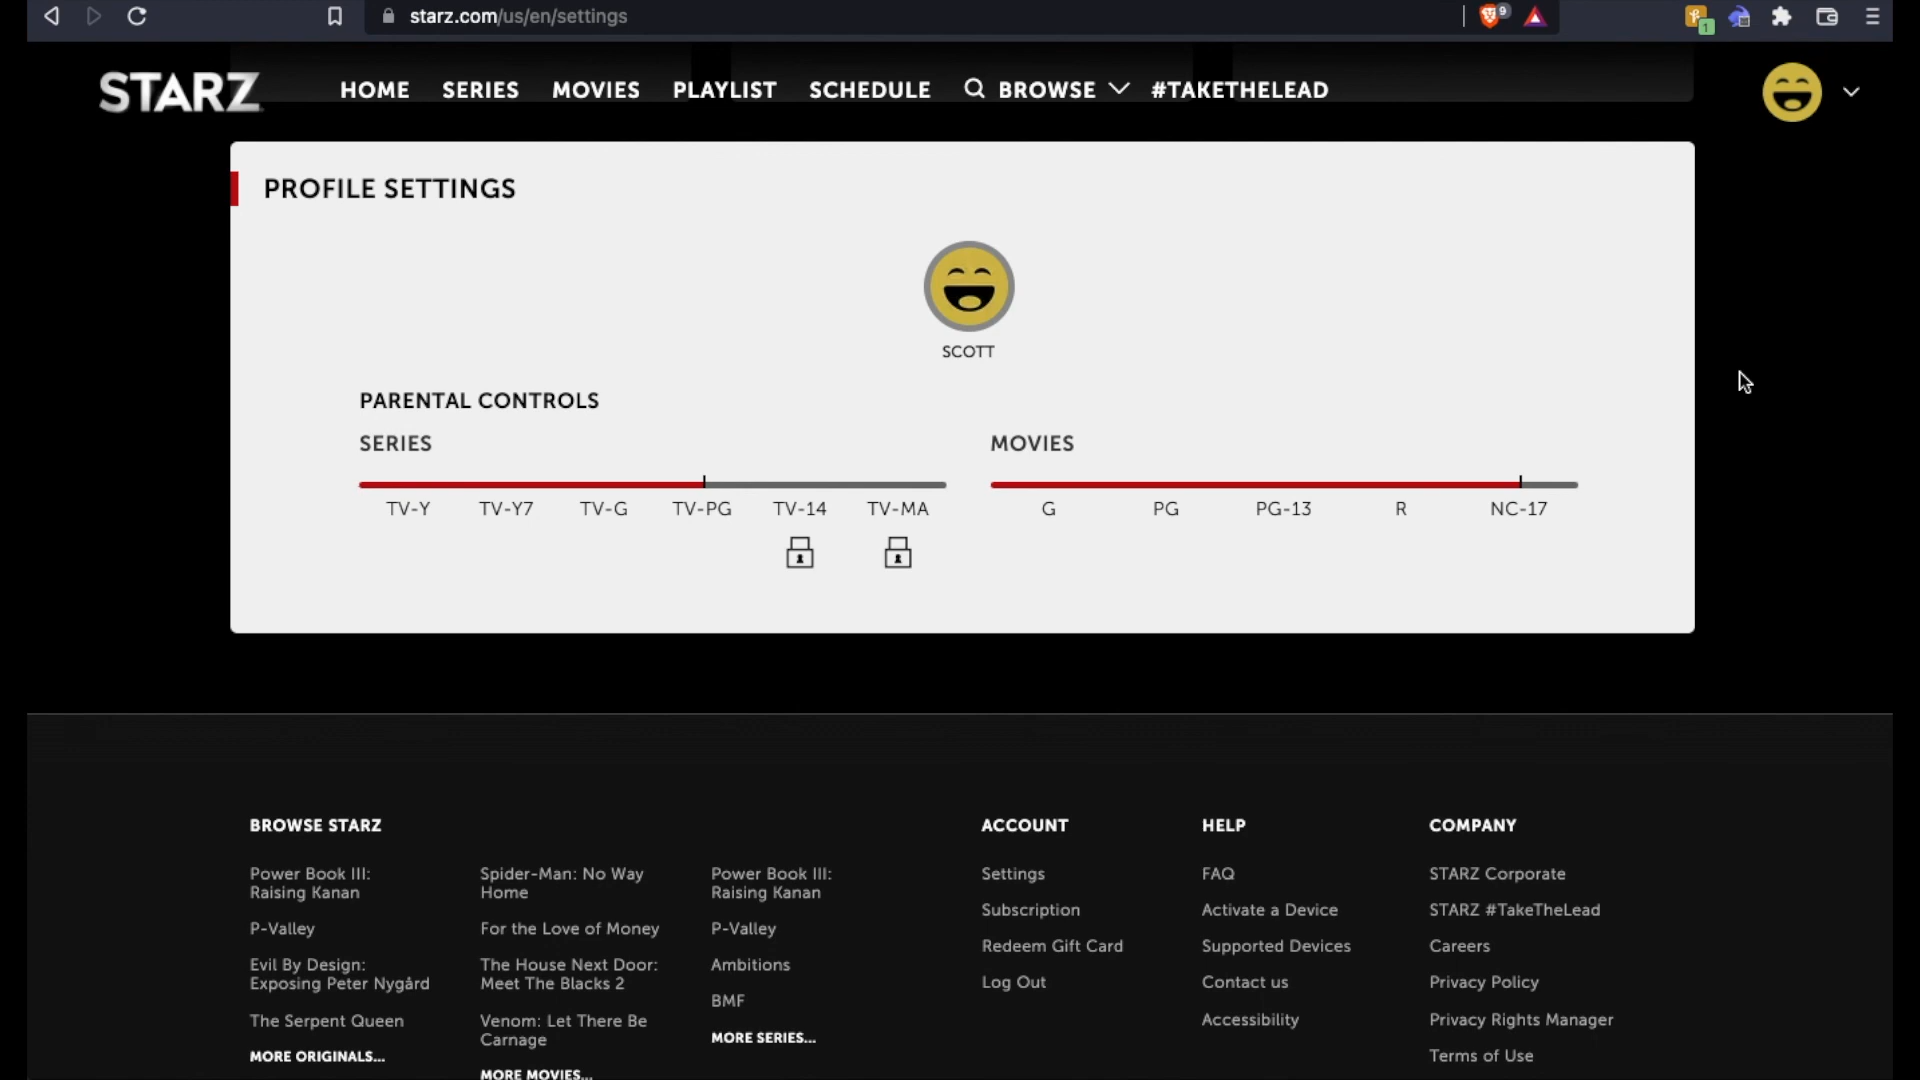 starz.com/us/en/settings
9
1
STARZ
HOME SERIES MOVIES PLAYLIST SCHEDULE BROWSE #TAKETHELEAD
PROFILE SETTINGS
SCOTT
PARENTAL CONTROLS
SERIES
TV-Y TV-Y7 TV-G TV-PG TV-14 TV-MA
MOVIES
G PG PG-13 R NC-17
BROWSE STARZ
Power Book III:
Raising Kanan
P-Valley
Evil By Design:
Exposing Peter Nygård
The Serpent Queen
MORE ORIGINALS...
Spider-Man: No Way
Home
For the Love of Money
The House Next Door:
Meet The Blacks 2
Venom: Let There Be
Carnage
MORE MOVIES...
Power Book III:
Raising Kanan
P-Valley
Ambitions
BMF
MORE SERIES...
ACCOUNT
Settings
Subscription
Redeem Gift Card
Log Out
HELP
FAQ
Activate a Device
Supported Devices
Contact us
Accessibility
COMPANY
STARZ Corporate
STARZ #TakeTheLead
Careers
Privacy Policy
Privacy Rights Manager
Terms of Use